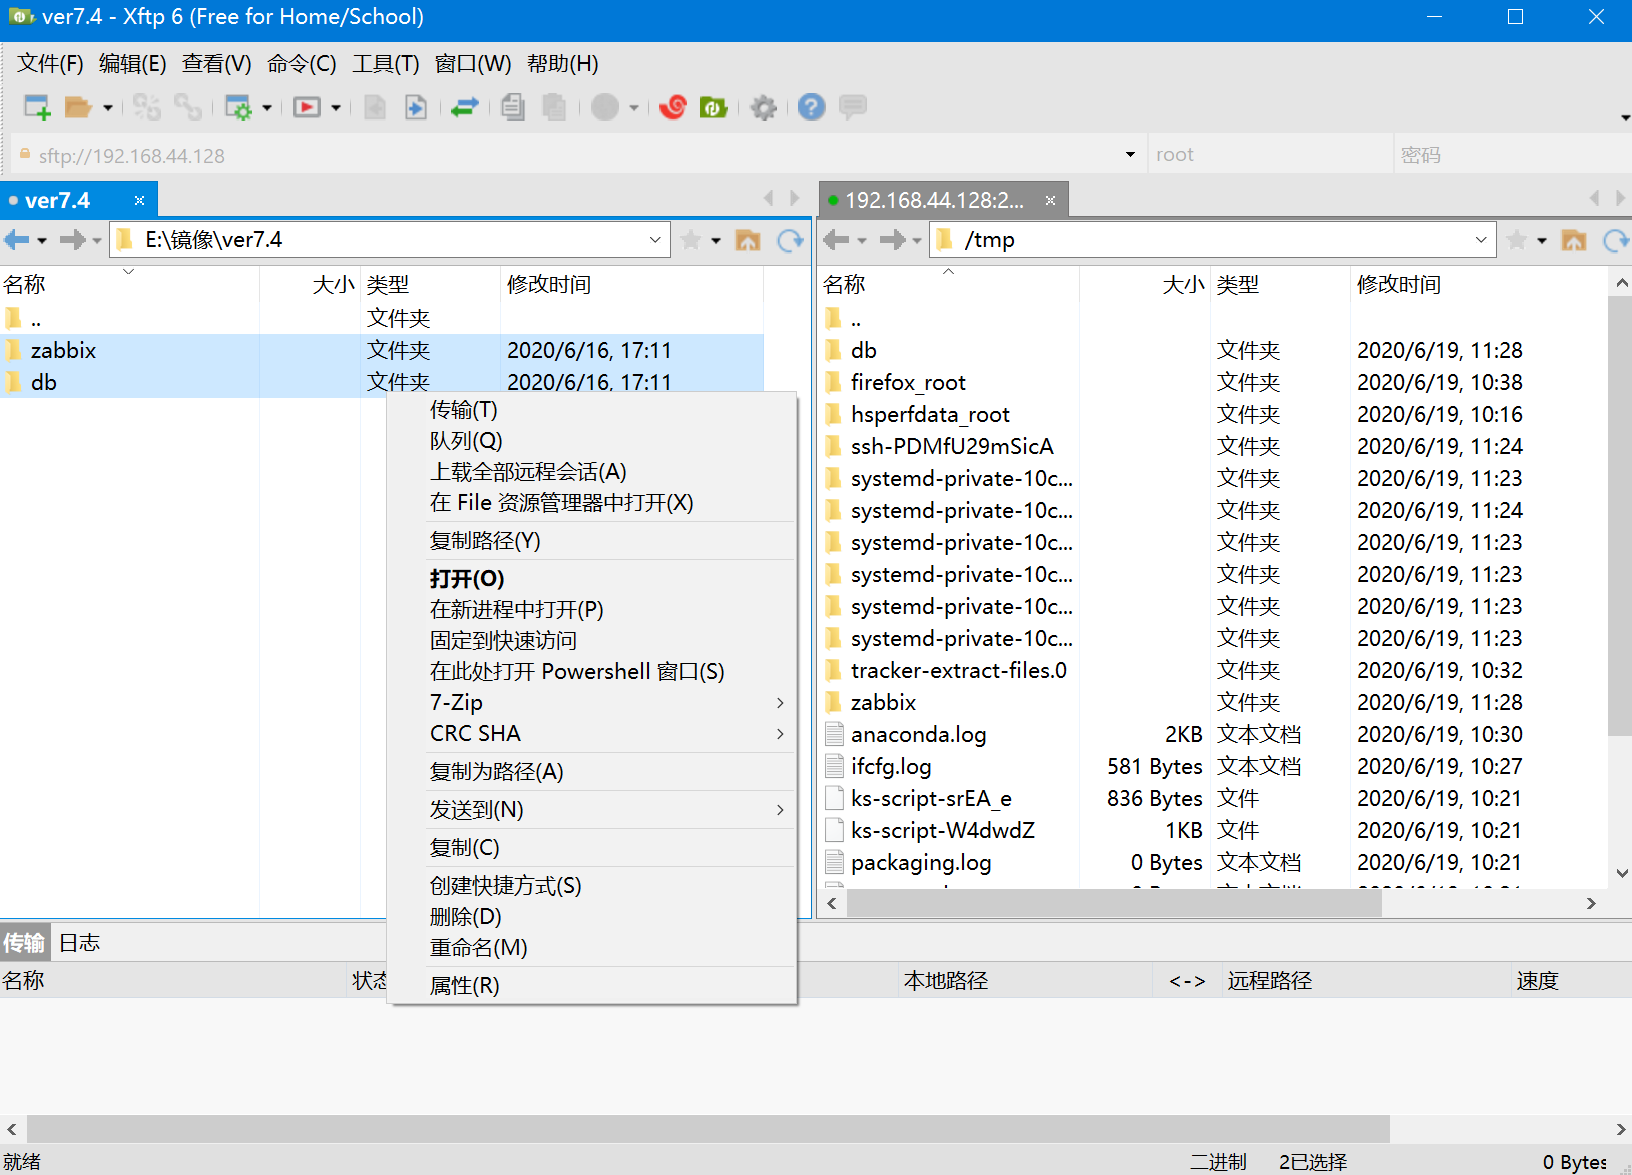 ver7.4 - Xftp 6 (Free for Home/School)
文件(F) 编辑(E) 查看(V) 命令(C) 工具(T) 窗口(W) 帮助(H)
sftp://192.168.44.128 root 密码
ver7.4
E:\镜像\ver7.4
名称 大小 类型 修改时间
.. 文件夹
zabbix 文件夹 2020/6/16, 17:11
db 文件夹 2020/6/16, 17:11
传输(T)
队列(Q)
上载全部远程会话(A)
在 File 资源管理器中打开(X)
复制路径(Y)
打开(O)
在新进程中打开(P)
固定到快速访问
在此处打开 Powershell 窗口(S)
7-Zip
CRC SHA
复制为路径(A)
发送到(N)
复制(C)
创建快捷方式(S)
删除(D)
重命名(M)
属性(R)
192.168.44.128:2...
/tmp
名称 大小 类型 修改时间
..
db 文件夹 2020/6/19, 11:28
firefox_root 文件夹 2020/6/19, 10:38
hsperfdata_root 文件夹 2020/6/19, 10:16
ssh-PDMfU29mSicA 文件夹 2020/6/19, 11:24
systemd-private-10c... 文件夹 2020/6/19, 11:23
systemd-private-10c... 文件夹 2020/6/19, 11:24
systemd-private-10c... 文件夹 2020/6/19, 11:23
systemd-private-10c... 文件夹 2020/6/19, 11:23
systemd-private-10c... 文件夹 2020/6/19, 11:23
systemd-private-10c... 文件夹 2020/6/19, 11:23
tracker-extract-files.0 文件夹 2020/6/19, 10:32
zabbix 文件夹 2020/6/19, 11:28
anaconda.log 2KB 文本文档 2020/6/19, 10:30
ifcfg.log 581 Bytes 文本文档 2020/6/19, 10:27
ks-script-srEA_e 836 Bytes 文件 2020/6/19, 10:21
ks-script-W4dwdZ 1KB 文件 2020/6/19, 10:21
packaging.log 0 Bytes 文本文档 2020/6/19, 10:21
传输 日志
名称 状态 本地路径 <-> 远程路径 速度
就绪 二进制 2已选择 0 Bytes